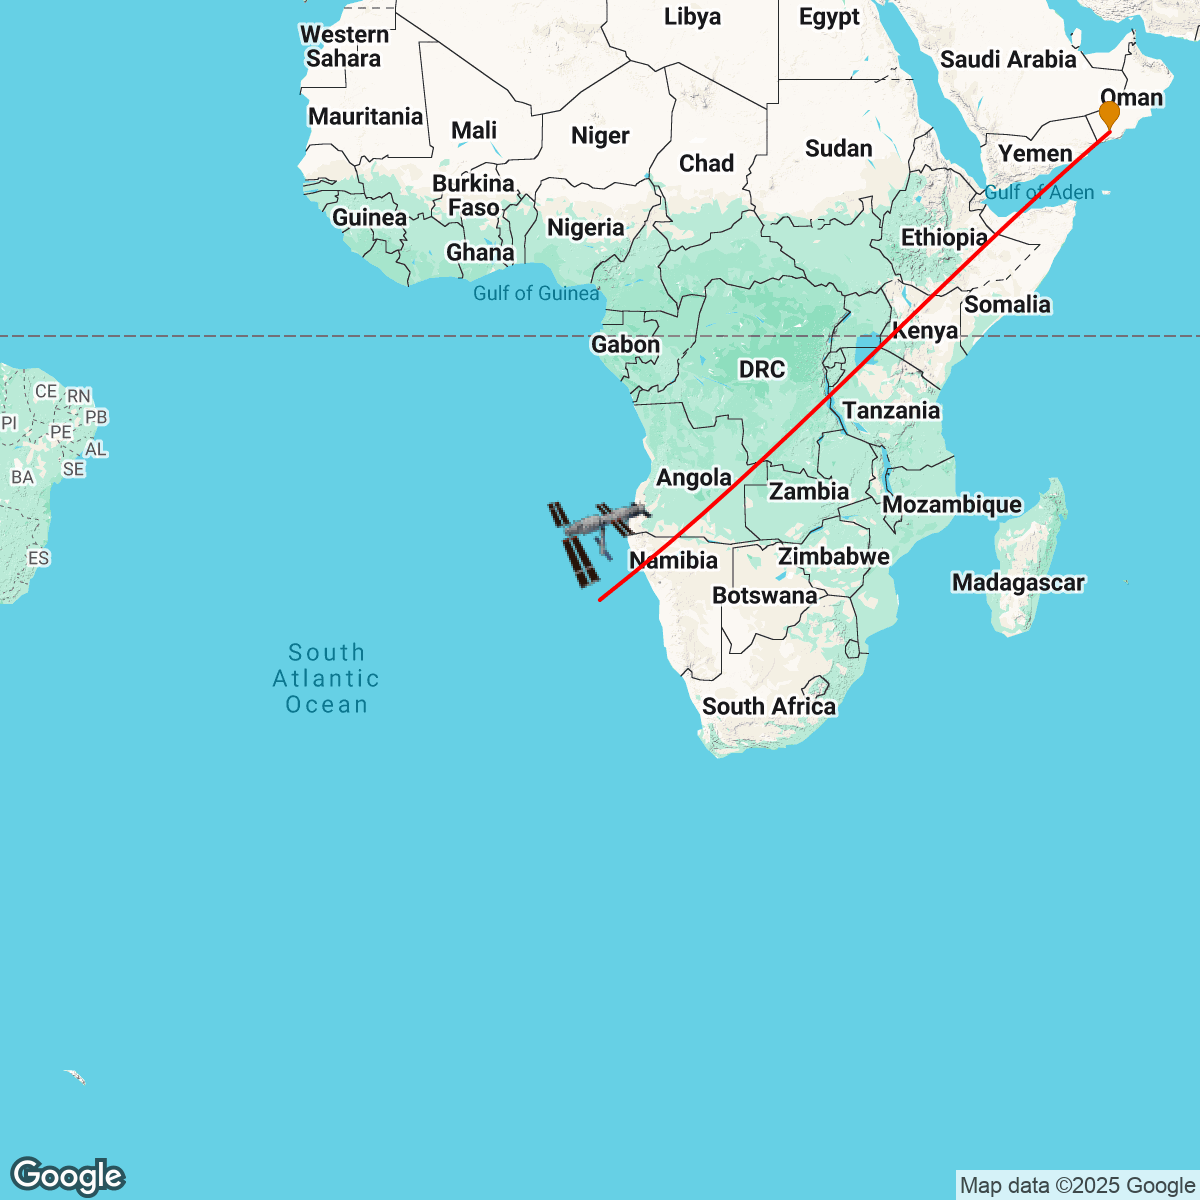 Libya
Egypt
Western
Sahara
Saudi Arabia
Oman
Mauritania
Mali
Niger
Sudan
Yemen
Chad
Burkina
Faso
Gulf of Aden
Guinea
Nigeria
Ethiopia
Ghana
Gulf of Guinea
Somalia
Kenya
Gabon
DRC
CE
RN
PI
PB
PE
AL
SE
BA
Tanzania
Angola
Zambia
Mozambique
ES
Namibia
Zimbabwe
Botswana
Madagascar
South
Atlantic
Ocean
South Africa
Google
Map data ©2025 Google